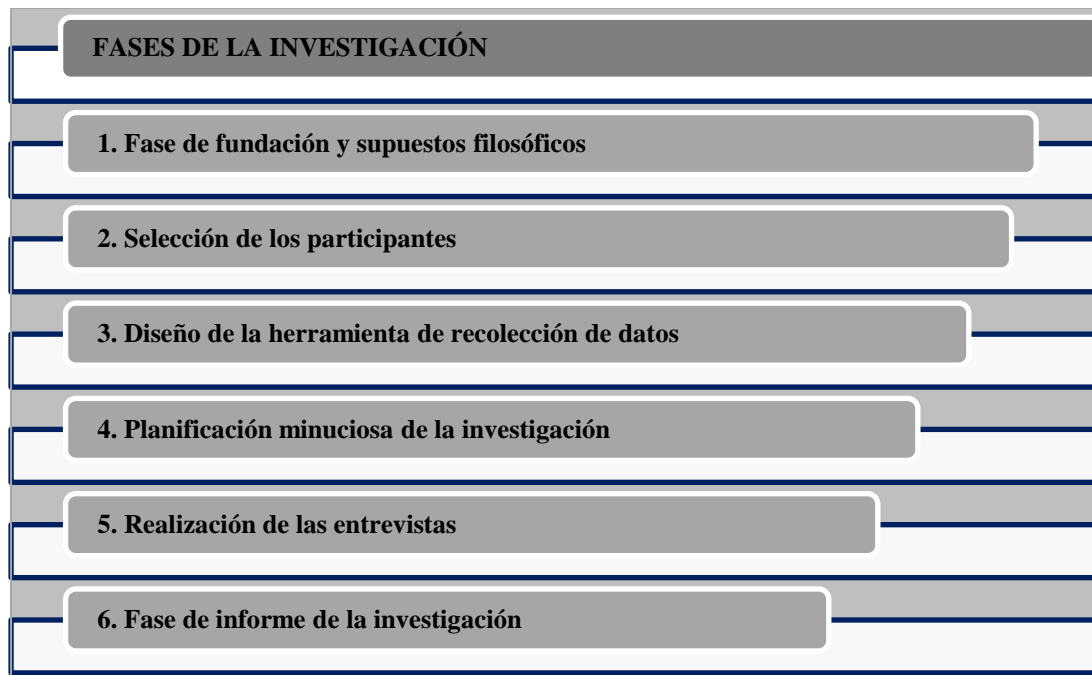 FASES DE LA INVESTIGACIÓN
1. Fase de fundación y supuestos filosóficos
2. Selección de los participantes
3. Diseño de la herramienta de recolección de datos
4. Planificación minuciosa de la investigación
5. Realización de las entrevistas
6. Fase de informe de la investigación